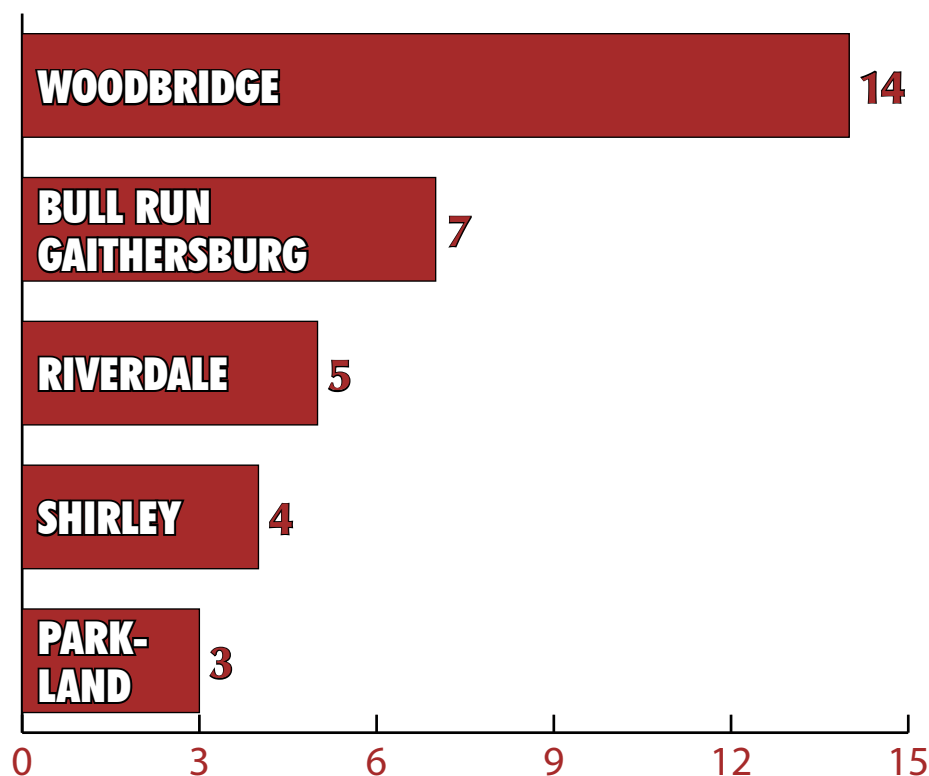 WOODBRIDGE
14
BULL RUN
GAITHERSBURG
7
RIVERDALE
5
SHIRLEY
4
PARK-
LAND
3
0 3 6 9 12 15